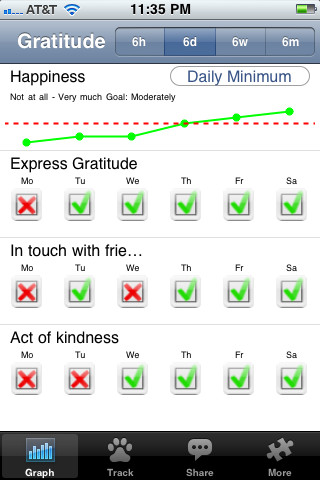 AT&T 11:35 PM
Gratitude 6h 6d 6w 6m
Happiness Daily Minimum
Not at all - Very much Goal: Moderately
Express Gratitude
Mo Tu We Th Fr Sa
In touch with frie...
Mo Tu We Th Fr Sa
Act of kindness
Mo Tu We Th Fr Sa
Graph Track Share More